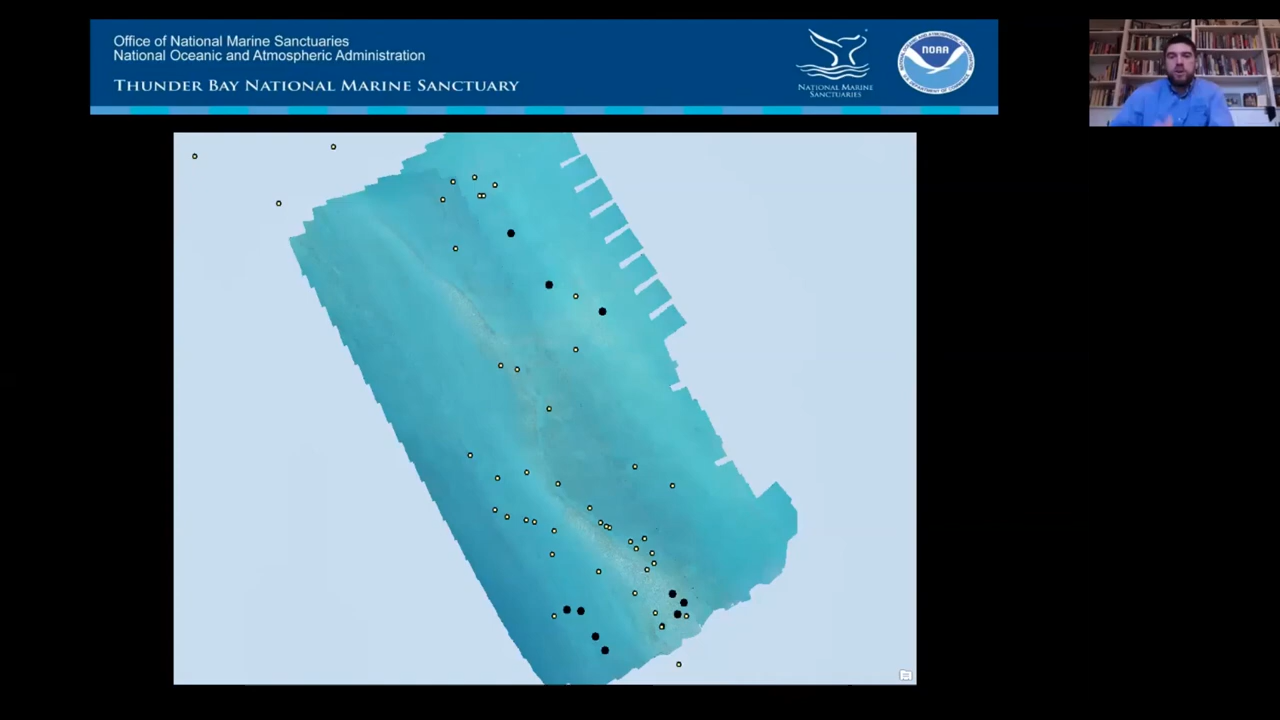 Office of National Marine Sanctuaries
National Oceanic and Atmospheric Administration
THUNDER BAY NATIONAL MARINE SANCTUARY
NATIONAL MARINE
SANCTUARIES
NOAA